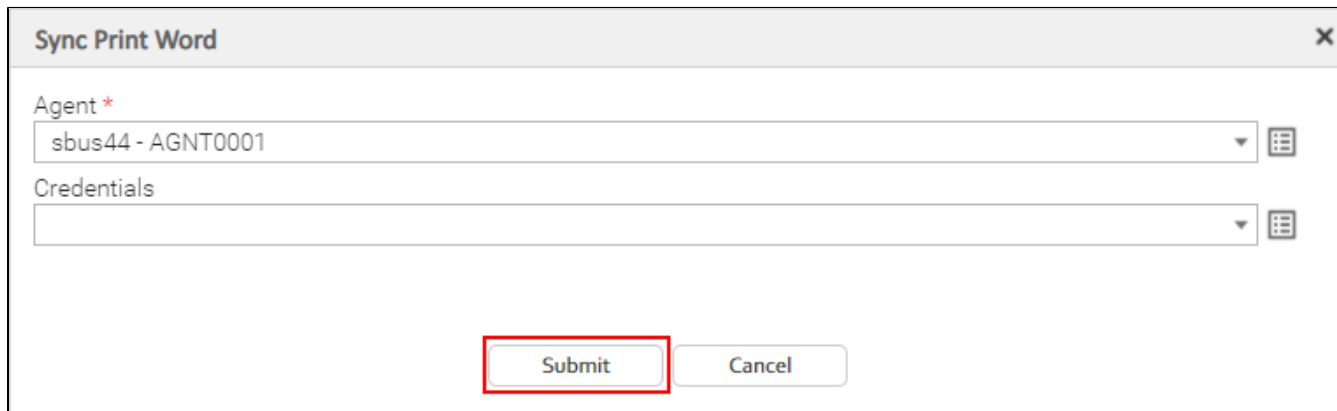 Sync Print Word
Agent *
sbus44 - AGNT0001
Credentials
Submit Cancel